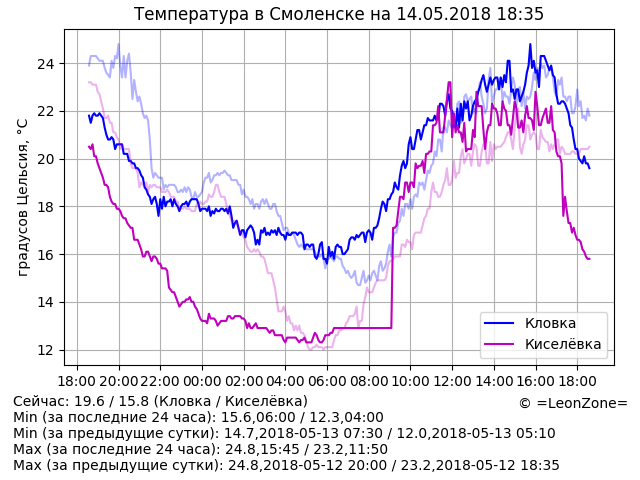 Температура в Смоленске на 14.05.2018 18:35
градусов Цельсия, °C
24
22
20
18
16
14
12
Кловка
Киселёвка
18:00 20:00 22:00 00:00 02:00 04:00 06:00 08:00 10:00 12:00 14:00 16:00 18:00
Сейчас: 19.6 / 15.8 (Кловка / Киселёвка)
© =LeonZone=
Min (за последние 24 часа): 15.6,06:00 / 12.3,04:00
Min (за предыдущие сутки): 14.7,2018-05-13 07:30 / 12.0,2018-05-13 05:10
Max (за последние 24 часа): 24.8,15:45 / 23.2,11:50
Max (за предыдущие сутки): 24.8,2018-05-12 20:00 / 23.2,2018-05-12 18:35